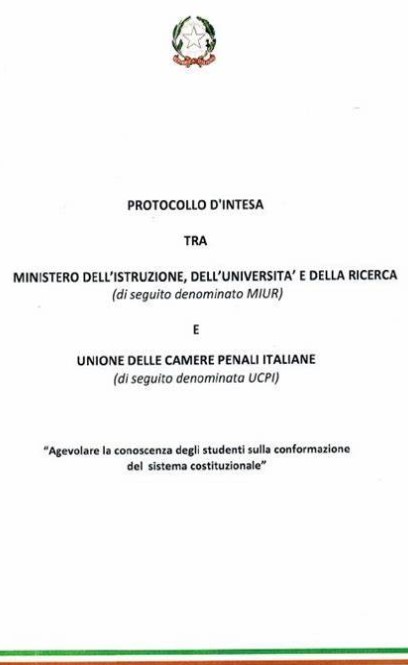 PROTOCOLLO D'INTESA
TRA
MINISTERO DELL'ISTRUZIONE, DELL'UNIVERSITA' E DELLA RICERCA
(di seguito denominato MIUR)
E
UNIONE DELLE CAMERE PENALI ITALIANE
(di seguito denominata UCPI)
"Agevolare la conoscenza degli studenti sulla conformazione
del sistema costituzionale"